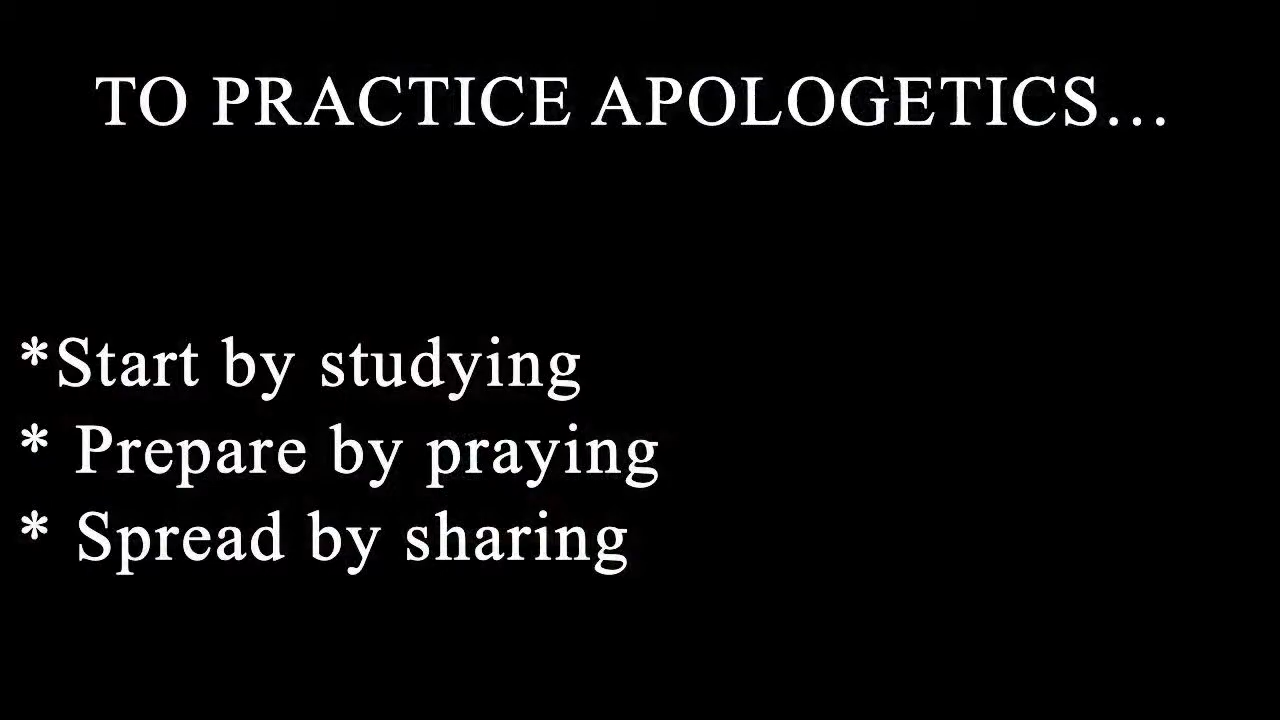 TO PRACTICE APOLOGETICS...
*Start by studying
* Prepare by praying
* Spread by sharing